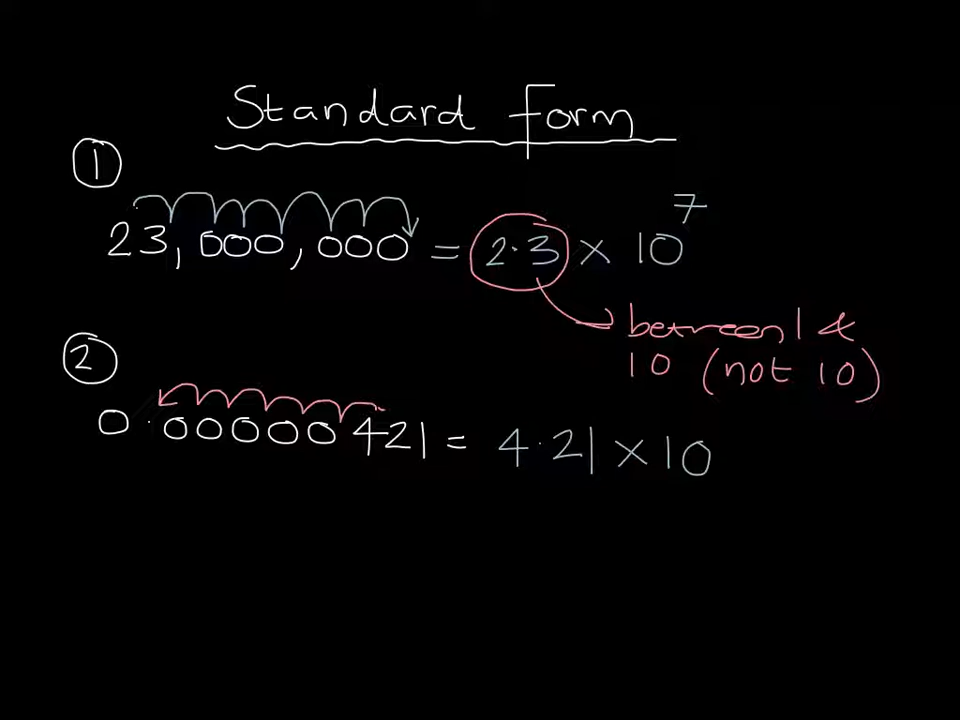 Standard form
1
23,000,000 = 2.3 × 10⁷
between 1 &
10 (not 10)
2
0.00000421 = 4.21 × 10